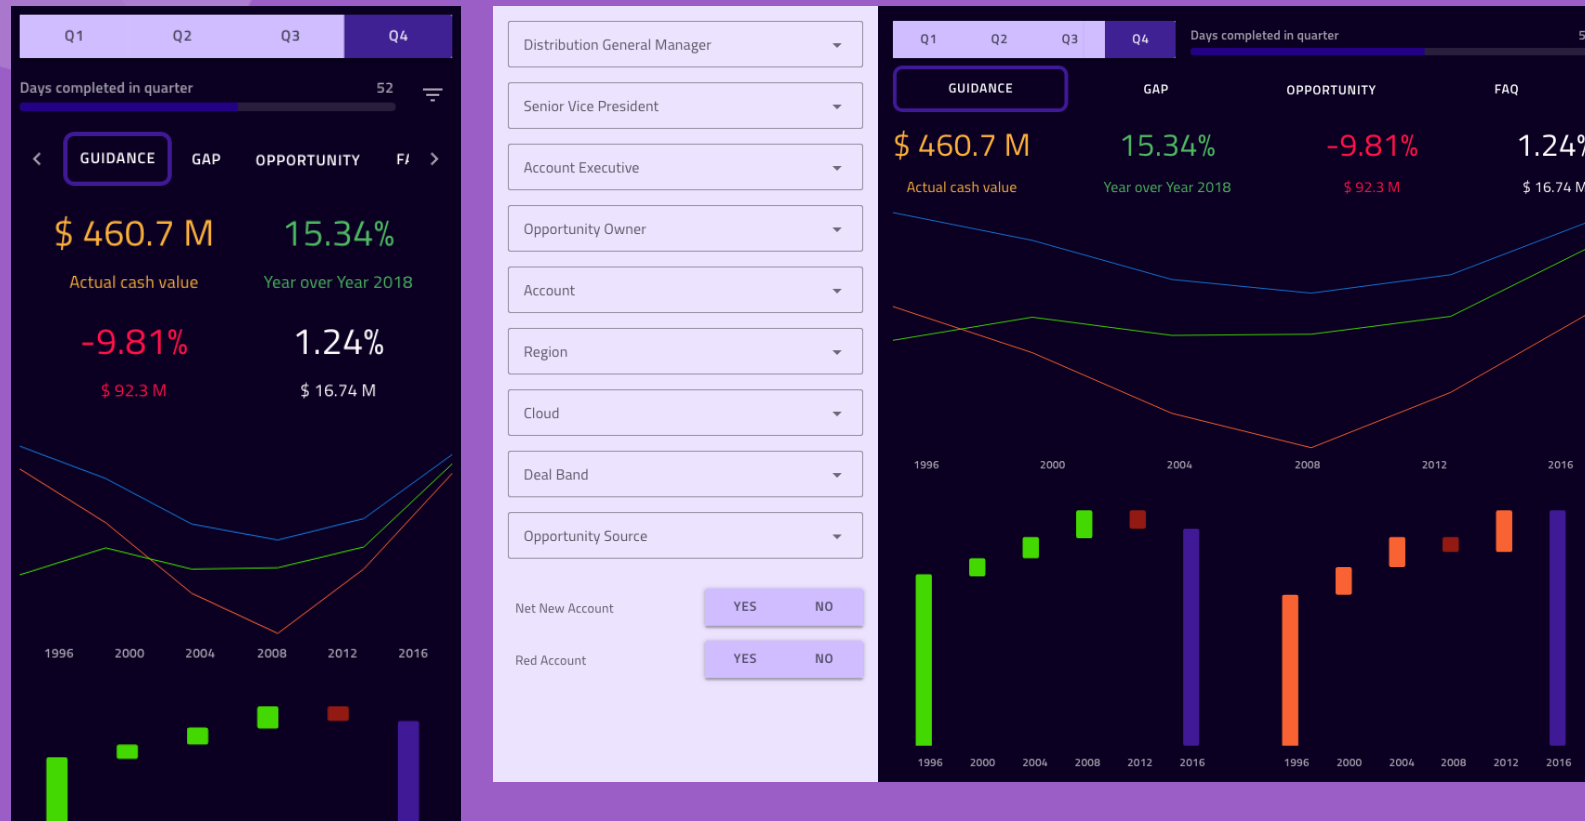 Q1 Q2 Q3 Q4
Days completed in quarter 52
GUIDANCE GAP OPPORTUNITY
$ 460.7 M 15.34%
Actual cash value Year over Year 2018
-9.81% 1.24%
$ 92.3 M $ 16.74 M
1996 2000 2004 2008 2012 2016
Distribution General Manager
Senior Vice President
Account Executive
Opportunity Owner
Account
Region
Cloud
Deal Band
Opportunity Source
Net New Account YES NO
Red Account YES NO
Q1 Q2 Q3 Q4 Days completed in quarter
GUIDANCE GAP OPPORTUNITY FAQ
$ 460.7 M 15.34% -9.81% 1.24%
Actual cash value Year over Year 2018 $ 92.3 M $ 16.74 M
1996 2000 2004 2008 2012 2016
1996 2000 2004 2008 2012 2016 1996 2000 2004 2008 2012 2016